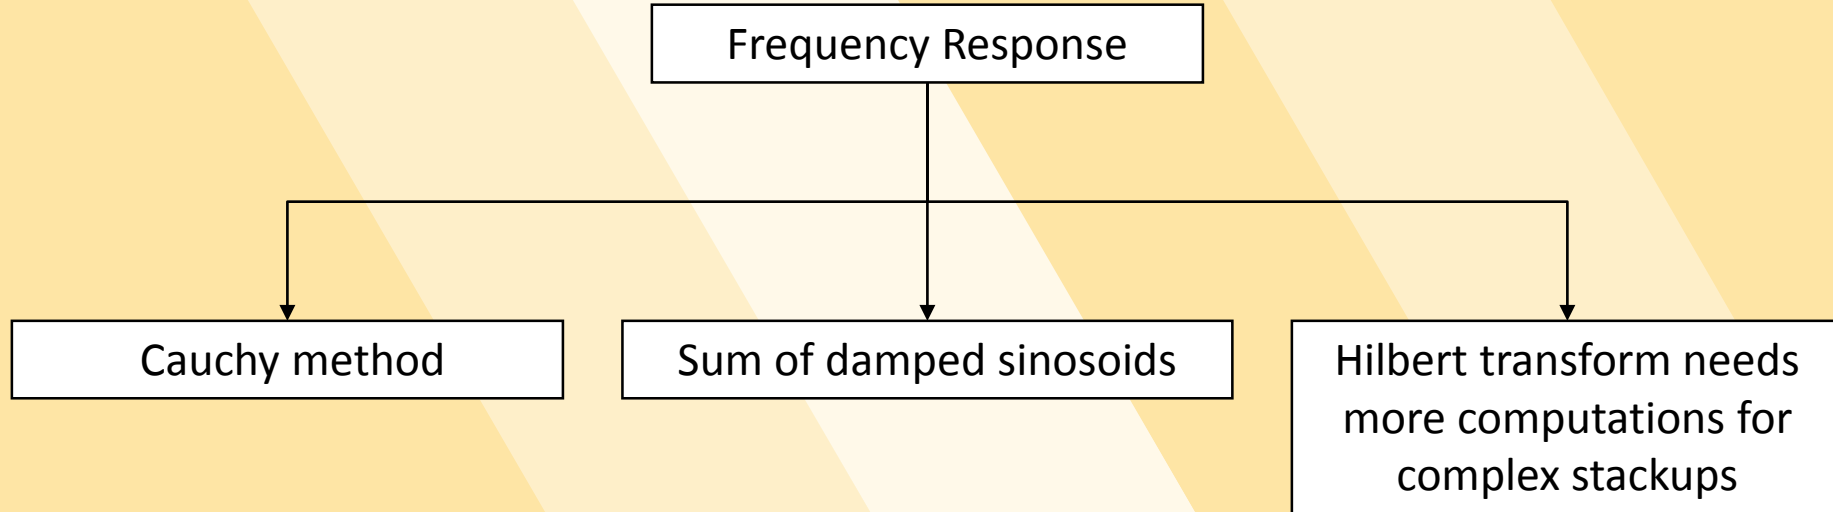 Frequency Response
Cauchy method
Sum of damped sinosoids
Hilbert transform needs
more computations for
complex stackups